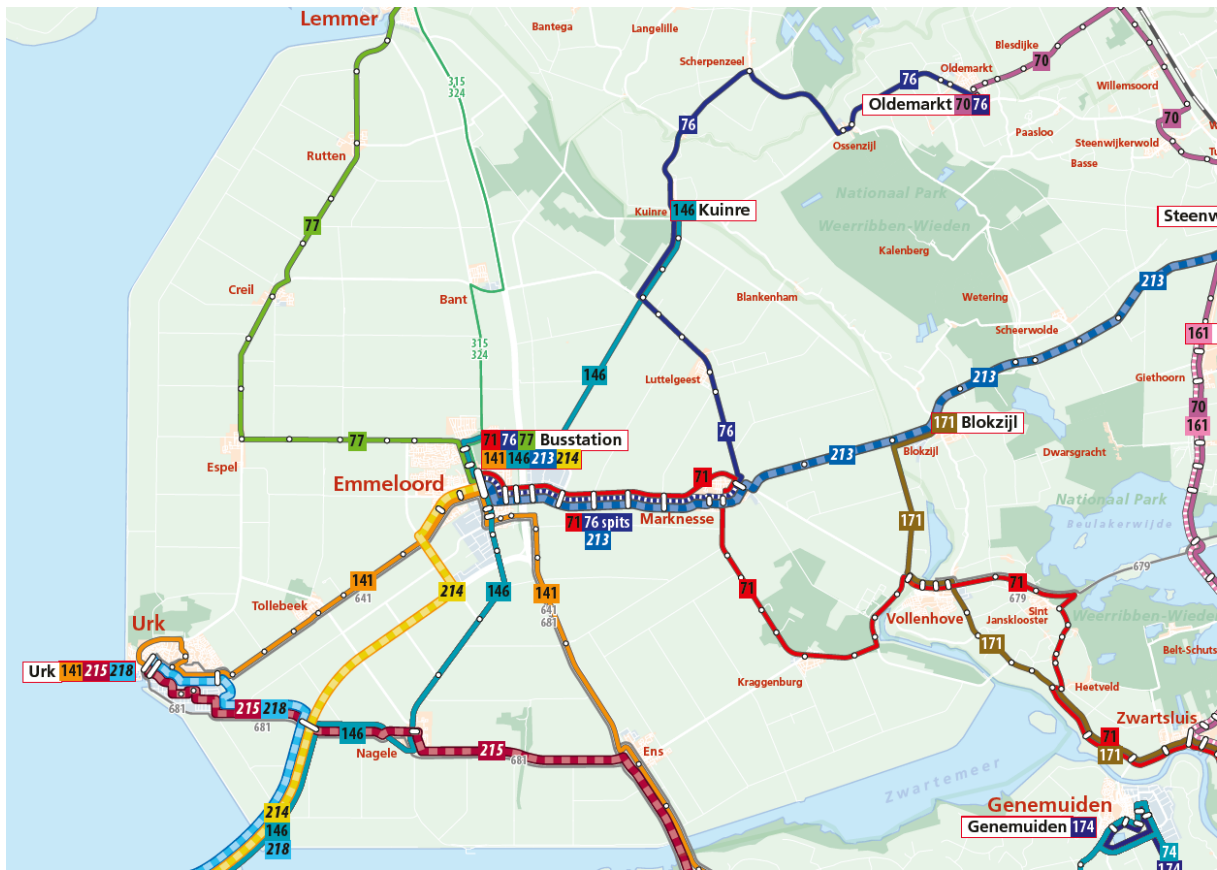 Lemmer
Bantega
Langelille
Blesdijke
Scherpenzeel
Oldemarkt
70
76
315
324
Willemsoord
Oldemarkt 70 76
76
70
Paasloo
Steenwijkerwold
Rutten
Ossenzijl
Basse
Nationaal Park
Weerribben-Wieden
Kuinre
146 Kuinre
Steenw
77
Kalenberg
Creil
Bant
Blankenham
Wetering
213
Scheerwolde
161
315
324
146
Luttelgeest
213
Giethoorn
70
161
76
171 Blokzijl
77
71 76 77 Busstation
141 146 213 214
Espel
213
Blokzijl
Dwarsgracht
Emmeloord
71
Nationaal Park
Beulakerwijde
71 76 spits
213
Marknesse
171
679
141
641
214
146
141
641
681
71
71
679
Tollebeek
Vollenhove
Sint
Jansklooster
Weerribben-Wieden
Urk
171
Belt-Schuts
Urk 141 215 218
Kraggenburg
Heetveld
681
215 218
681
146
Nagele
215
681
Ens
Zwartsluis
71
171
Zwartemeer
214
146
218
Genemuiden
Genemuiden 174
74
174